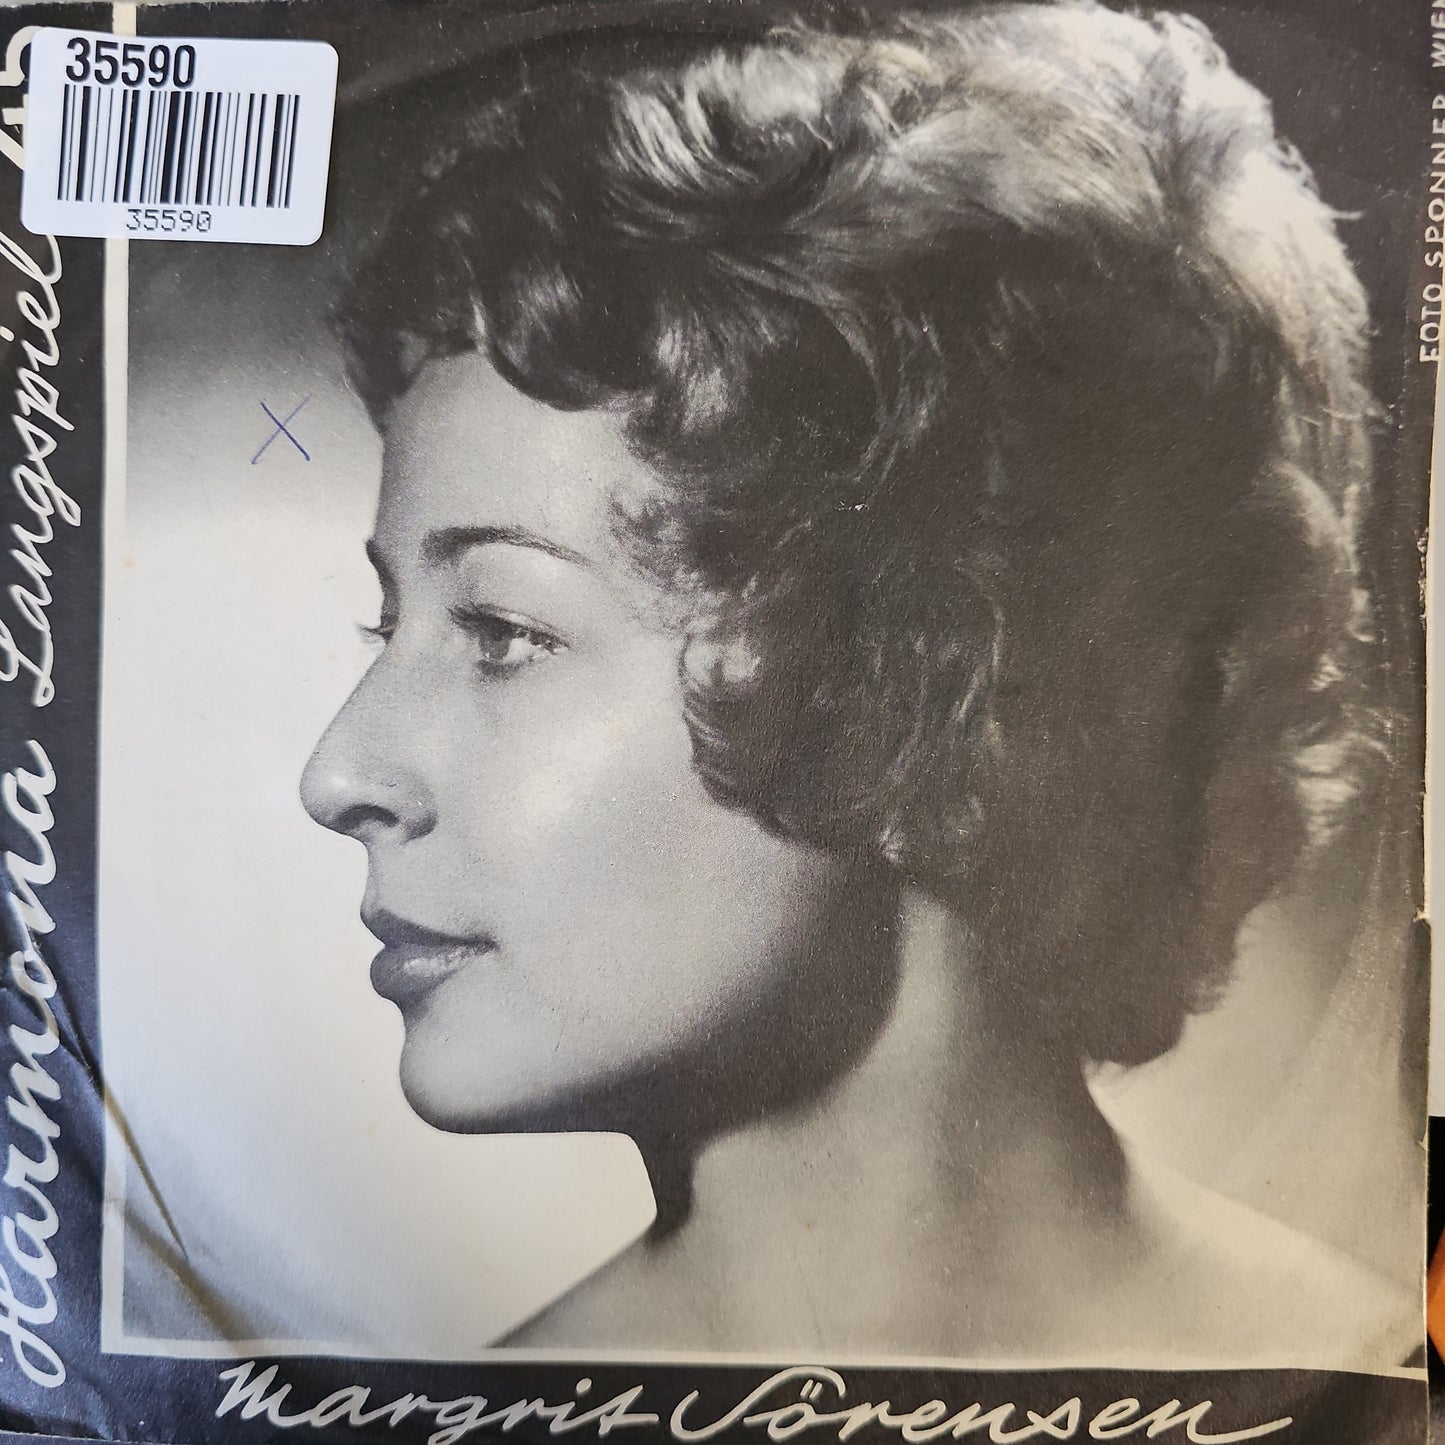 35590
35590
Harmona Langspiel 45
FOTO SPONNER WIEN
Margrit Sörensen